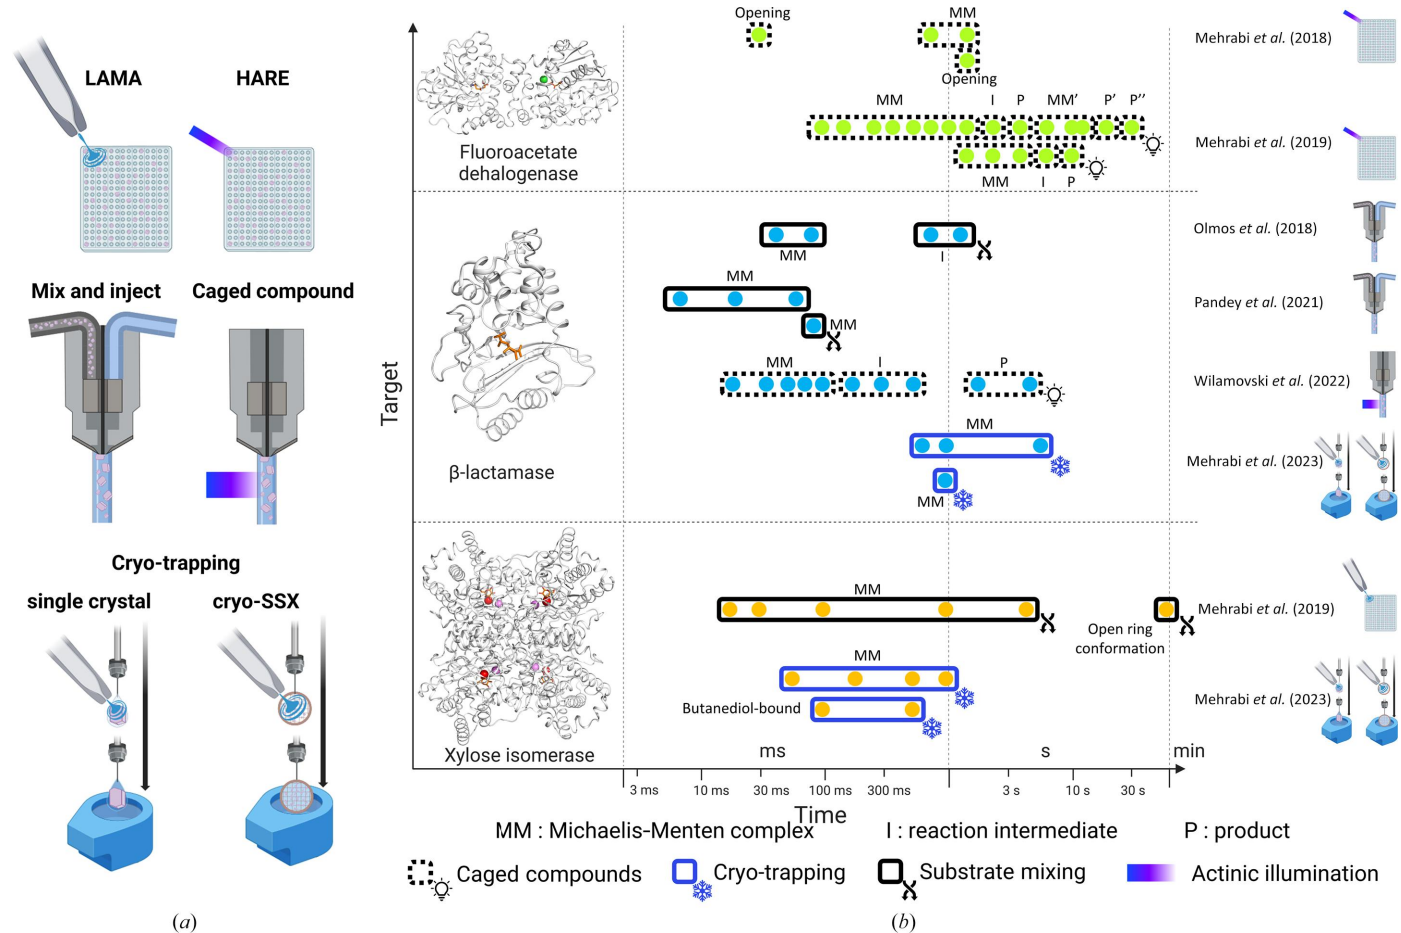 LAMA
HARE
Mix and inject
Caged compound
Cryo-trapping
single crystal
cryo-SSX
(a)
Target
Fluoroacetate
dehalogenase
Opening
MM
Opening
Mehrabi et al. (2018)
MM
I
P
MM'
P'
P''
MM
I
P
Mehrabi et al. (2019)
β-lactamase
MM
I
Olmos et al. (2018)
MM
MM
Pandey et al. (2021)
MM
I
P
Wilamovski et al. (2022)
MM
MM
Mehrabi et al. (2023)
Xylose isomerase
MM
Open ring
conformation
Mehrabi et al. (2019)
MM
Butanediol-bound
Mehrabi et al. (2023)
ms
s
min
3 ms
10 ms
30 ms
100 ms
300 ms
3 s
10 s
30 s
Time
MM : Michaelis-Menten complex
I : reaction intermediate
P : product
Caged compounds
Cryo-trapping
Substrate mixing
Actinic illumination
(b)